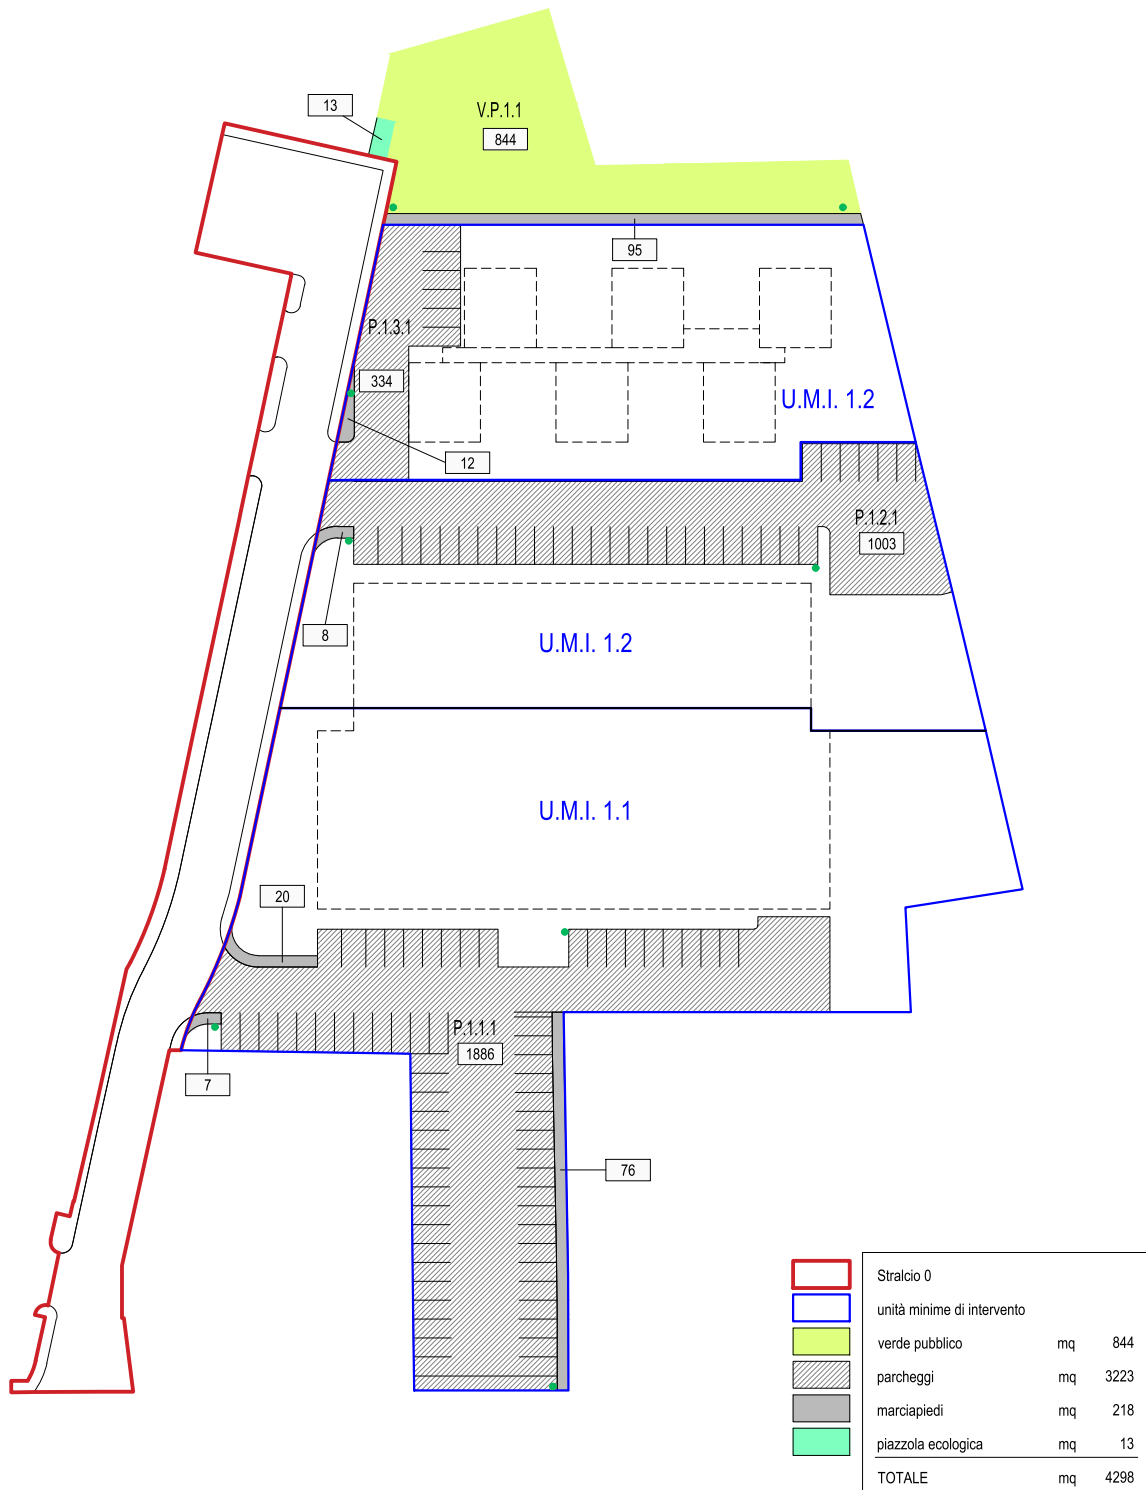 13
V.P.1.1
844
95
P.1.3.1
334
U.M.I. 1.2
12
P.1.2.1
1003
8
U.M.I. 1.2
U.M.I. 1.1
20
P.1.1.1
1886
7
76
Stralcio 0
unità minime di intervento
verde pubblico mq 844
parcheggi mq 3223
marciapiedi mq 218
piazzola ecologica mq 13
TOTALE mq 4298